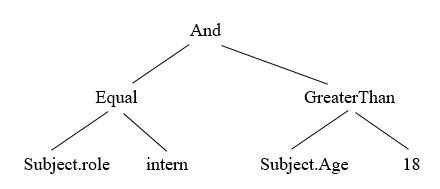 And
Equal GreaterThan
Subject.role intern Subject.Age 18